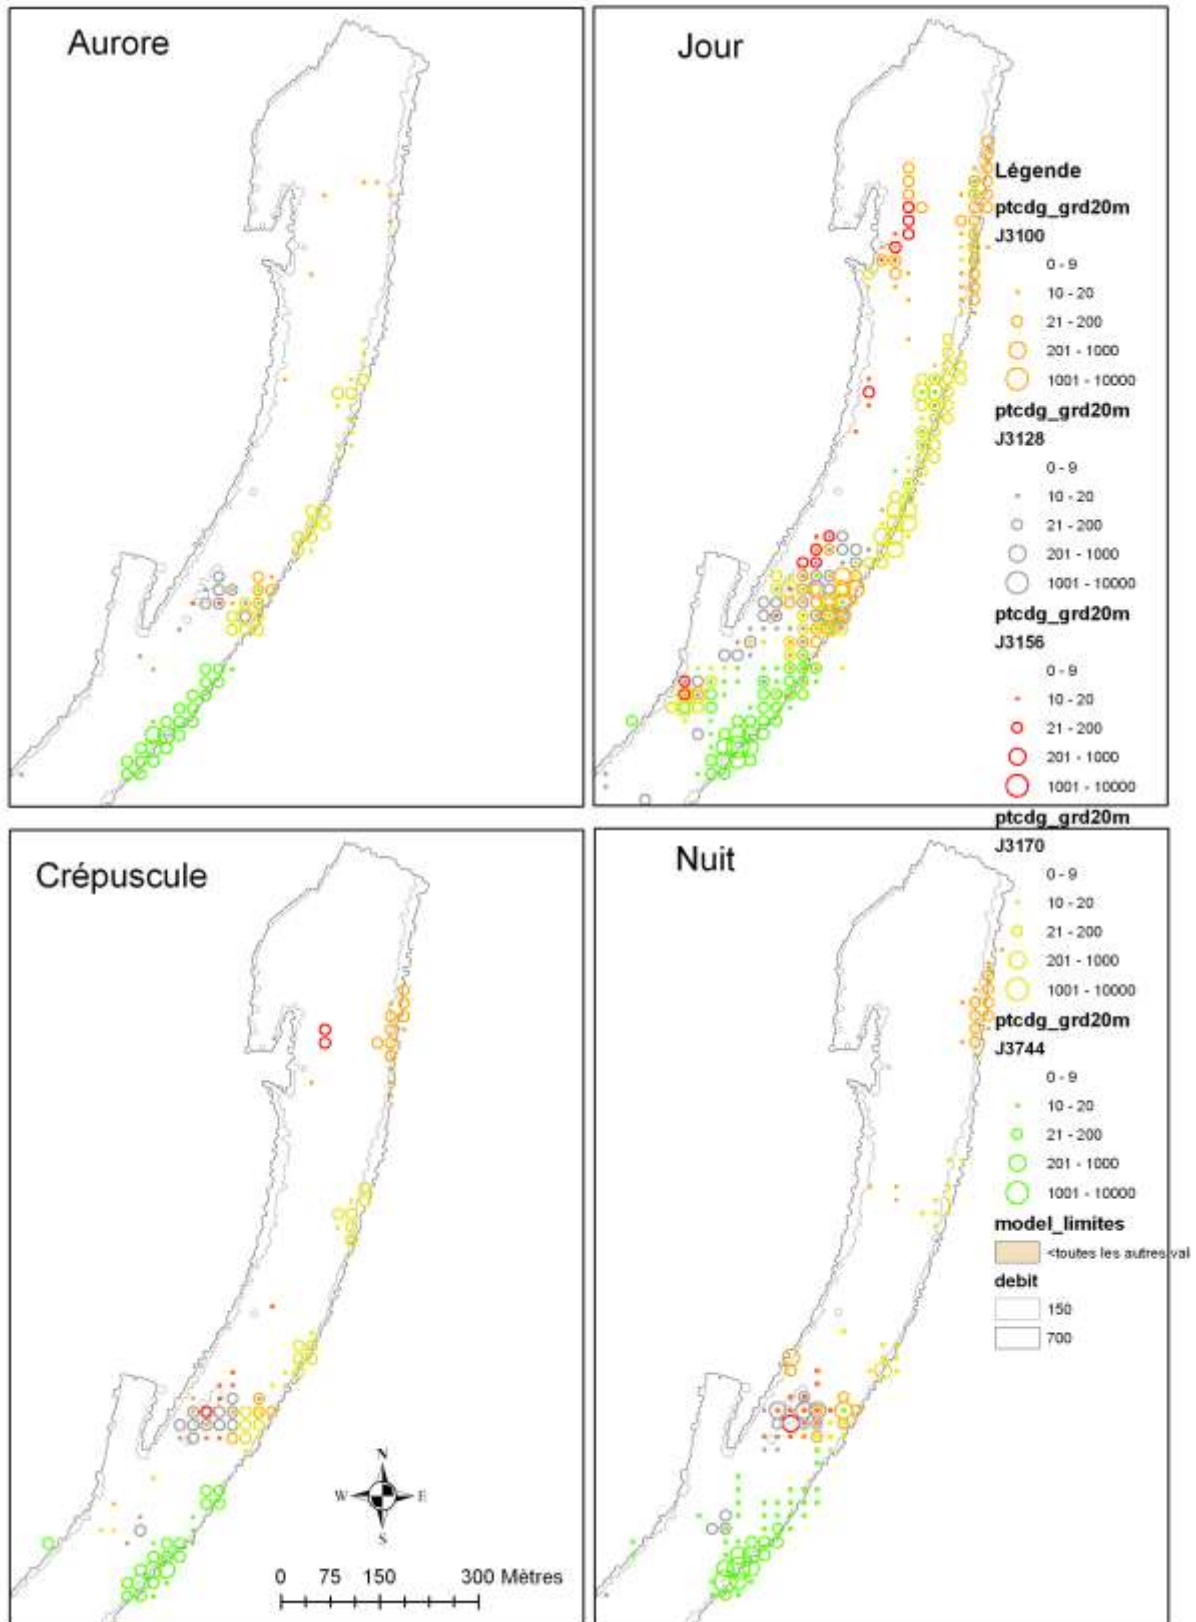 Aurore
Jour
Légende
ptcdg_grd20m
J3100
0 - 9
10 - 20
21 - 200
201 - 1000
1001 - 10000
ptcdg_grd20m
J3128
0 - 9
10 - 20
21 - 200
201 - 1000
1001 - 10000
ptcdg_grd20m
J3156
0 - 9
10 - 20
21 - 200
201 - 1000
1001 - 10000
ptcdg_grd20m
J3170
0 - 9
10 - 20
21 - 200
201 - 1000
1001 - 10000
ptcdg_grd20m
J3744
0 - 9
10 - 20
21 - 200
201 - 1000
1001 - 10000
model_limites
<toutes les autres val
debit
150
700
Crépuscule
Nuit
N
W E
S
0 75 150 300 Mètres